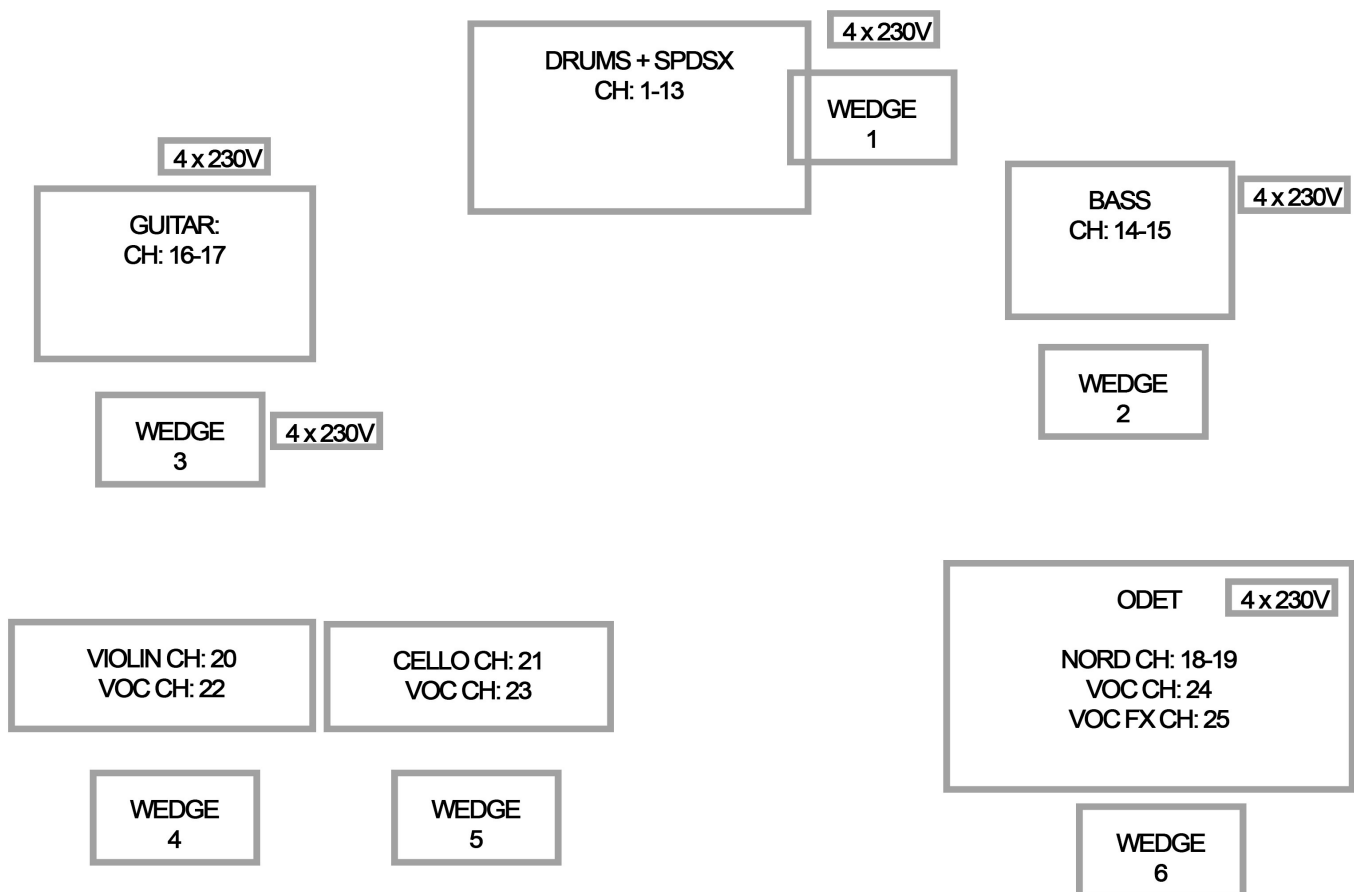 4 x 230V
DRUMS + SPDSX
CH: 1-13
WEDGE
1
4 x 230V
GUITAR:
CH: 16-17
BASS
CH: 14-15
4 x 230V
WEDGE
3
4 x 230V
WEDGE
2
ODET
4 x 230V
NORD CH: 18-19
VOC CH: 24
VOC FX CH: 25
VIOLIN CH: 20
VOC CH: 22
CELLO CH: 21
VOC CH: 23
WEDGE
4
WEDGE
5
WEDGE
6